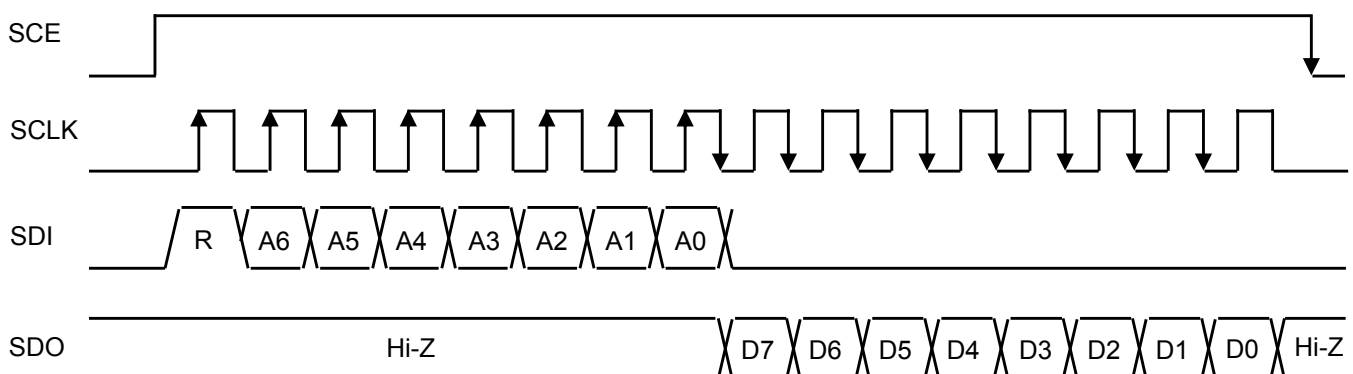 SCE
SCLK
SDI R A6 A5 A4 A3 A2 A1 A0
SDO Hi-Z D7 D6 D5 D4 D3 D2 D1 D0 Hi-Z